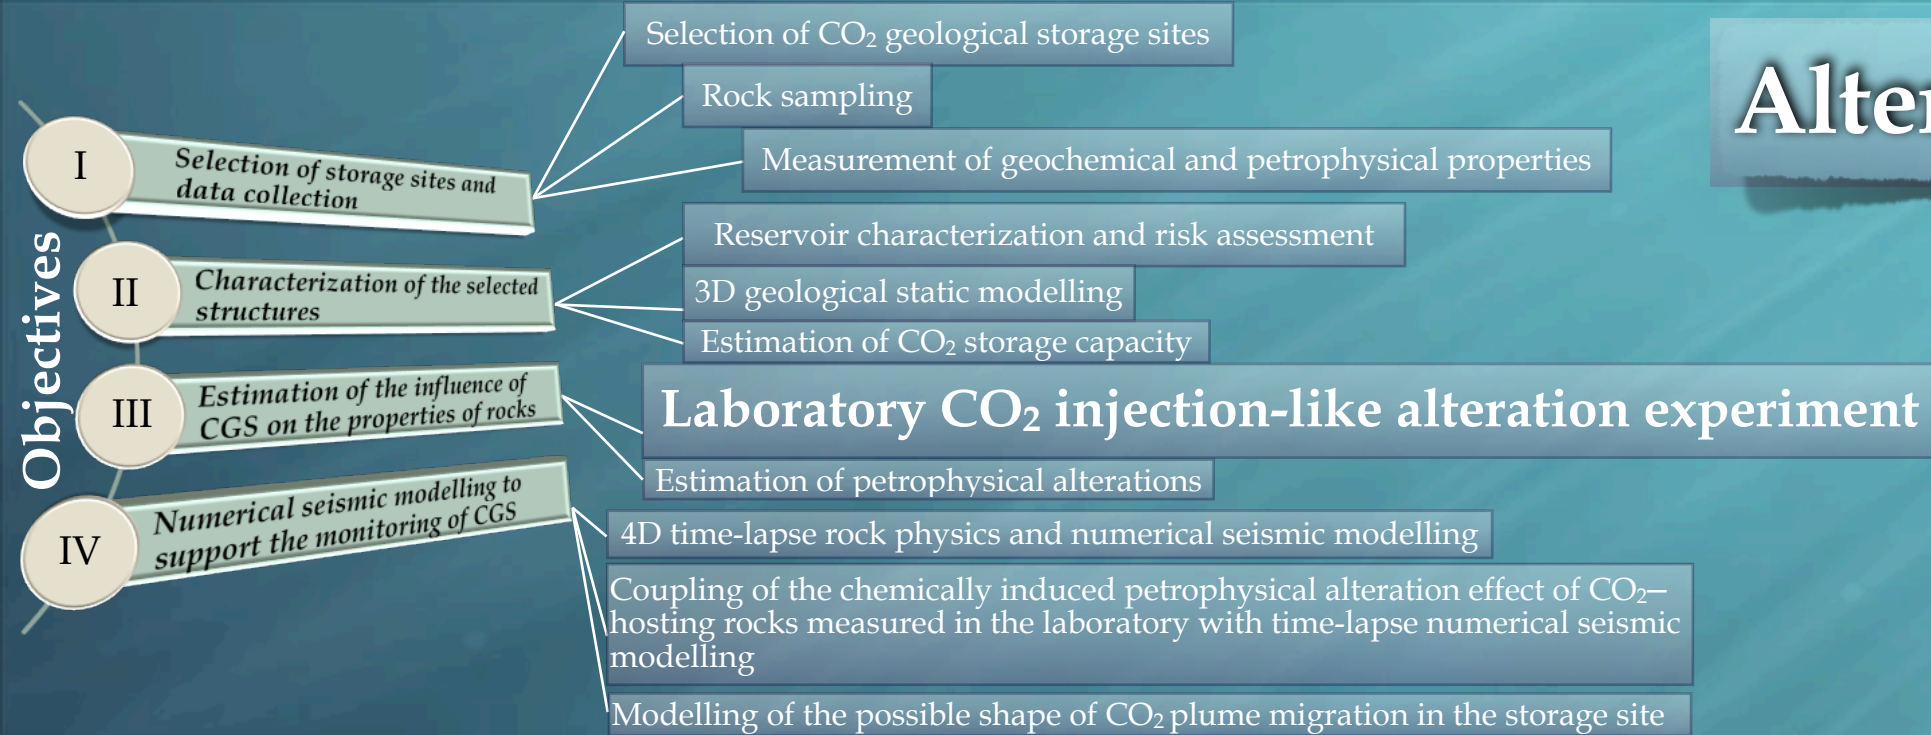 Objectives
I
Selection of storage sites and
data collection
Selection of CO₂ geological storage sites
Rock sampling
Measurement of geochemical and petrophysical properties
II
Characterization of the selected
structures
Reservoir characterization and risk assessment
3D geological static modelling
Estimation of CO₂ storage capacity
III
Estimation of the influence of
CGS on the properties of rocks
Laboratory CO₂ injection-like alteration experiment
Estimation of petrophysical alterations
IV
Numerical seismic modelling to
support the monitoring of CGS
4D time-lapse rock physics and numerical seismic modelling
Coupling of the chemically induced petrophysical alteration effect of CO₂–
hosting rocks measured in the laboratory with time-lapse numerical seismic
modelling
Modelling of the possible shape of CO₂ plume migration in the storage site